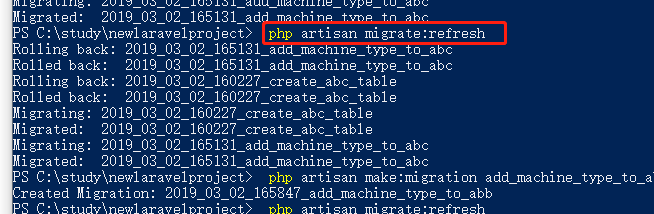 Migrating: 2019_03_02_165131_add_machine_type_to_abc
Migrated:  2019_03_02_165131_add_machine_type_to_abc
PS C:\study\newlaravelproject> php artisan migrate:refresh
Rolling back: 2019_03_02_165131_add_machine_type_to_abc
Rolled back:  2019_03_02_165131_add_machine_type_to_abc
Rolling back: 2019_03_02_160227_create_abc_table
Rolled back:  2019_03_02_160227_create_abc_table
Migrating: 2019_03_02_160227_create_abc_table
Migrated:  2019_03_02_160227_create_abc_table
Migrating: 2019_03_02_165131_add_machine_type_to_abc
Migrated:  2019_03_02_165131_add_machine_type_to_abc
PS C:\study\newlaravelproject> php artisan make:migration add_machine_type_to_a
Created Migration: 2019_03_02_165847_add_machine_type_to_abb
PS C:\study\newlaravelproject> php artisan migrate:refresh